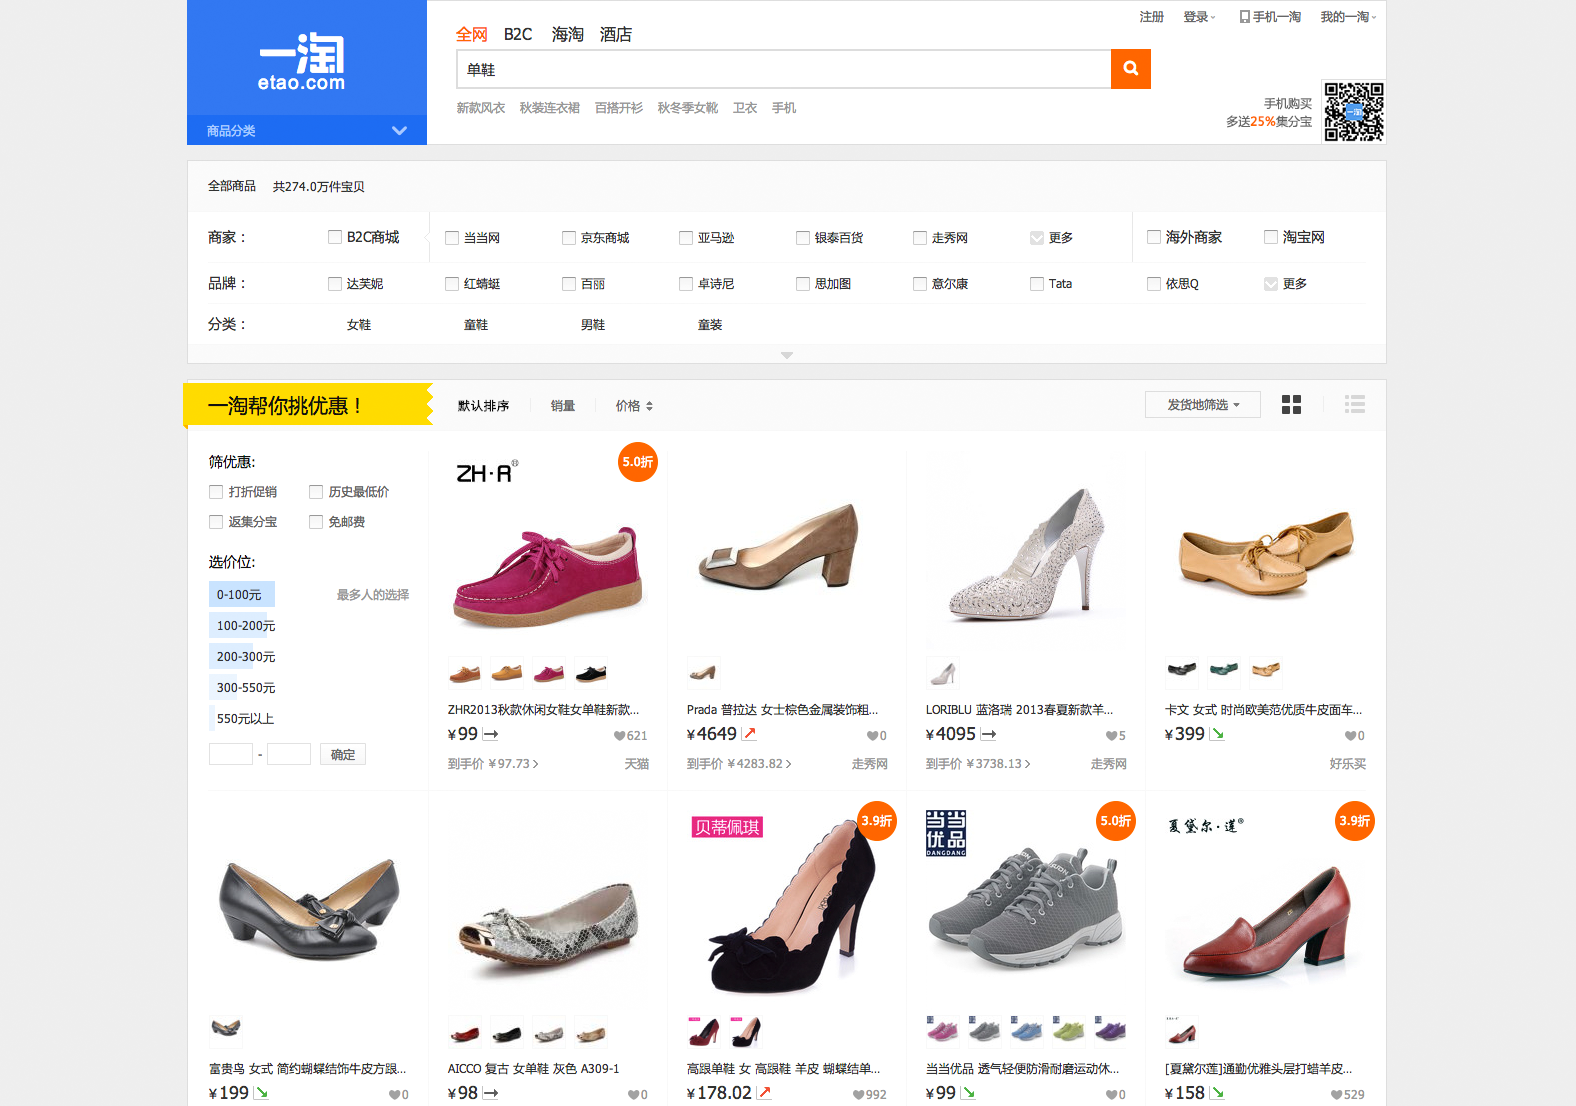 注册 登录 手机一淘 我的一淘
一淘
etao.com
商品分类
全网 B2C 海淘 酒店
单鞋
新款风衣 秋装连衣裙 百搭开衫 秋冬季女靴 卫衣 手机
手机购买
多送25%集分宝
一淘
全部商品 共274.0万件宝贝
商家： B2C商城 当当网 京东商城 亚马逊 银泰百货 走秀网 更多 海外商家 淘宝网
品牌： 达芙妮 红蜻蜓 百丽 卓诗尼 思加图 意尔康 Tata 依思Q 更多
分类： 女鞋 童鞋 男鞋 童装
一淘帮你挑优惠！
默认排序 销量 价格 发货地筛选
筛优惠:
打折促销 历史最低价
返集分宝 免邮费
选价位:
0-100元 最多人的选择
100-200元
200-300元
300-550元
550元以上
- 确定
ZH·R®
5.0折
ZHR2013秋款休闲女鞋女单鞋新款...
¥99 621
到手价 ¥97.73 天猫
Prada 普拉达 女士棕色金属装饰粗...
¥4649 0
到手价 ¥4283.82 走秀网
LORIBLU 蓝洛瑞 2013春夏新款羊...
¥4095 5
到手价 ¥3738.13 走秀网
卡文 女式 时尚欧美范优质牛皮面车...
¥399 0
好乐买
富贵鸟 女式 简约蝴蝶结饰牛皮方跟...
¥199 0
AICCO 复古 女单鞋 灰色 A309-1
¥98 0
贝蒂佩琪
3.9折
高跟单鞋 女 高跟鞋 羊皮 蝴蝶结单...
¥178.02 992
当当
优品
DANGDANG
5.0折
当当优品 透气轻便防滑耐磨运动休...
¥99 0
夏黛尔·莲®
3.9折
[夏黛尔莲]通勤优雅头层打蜡羊皮...
¥158 529